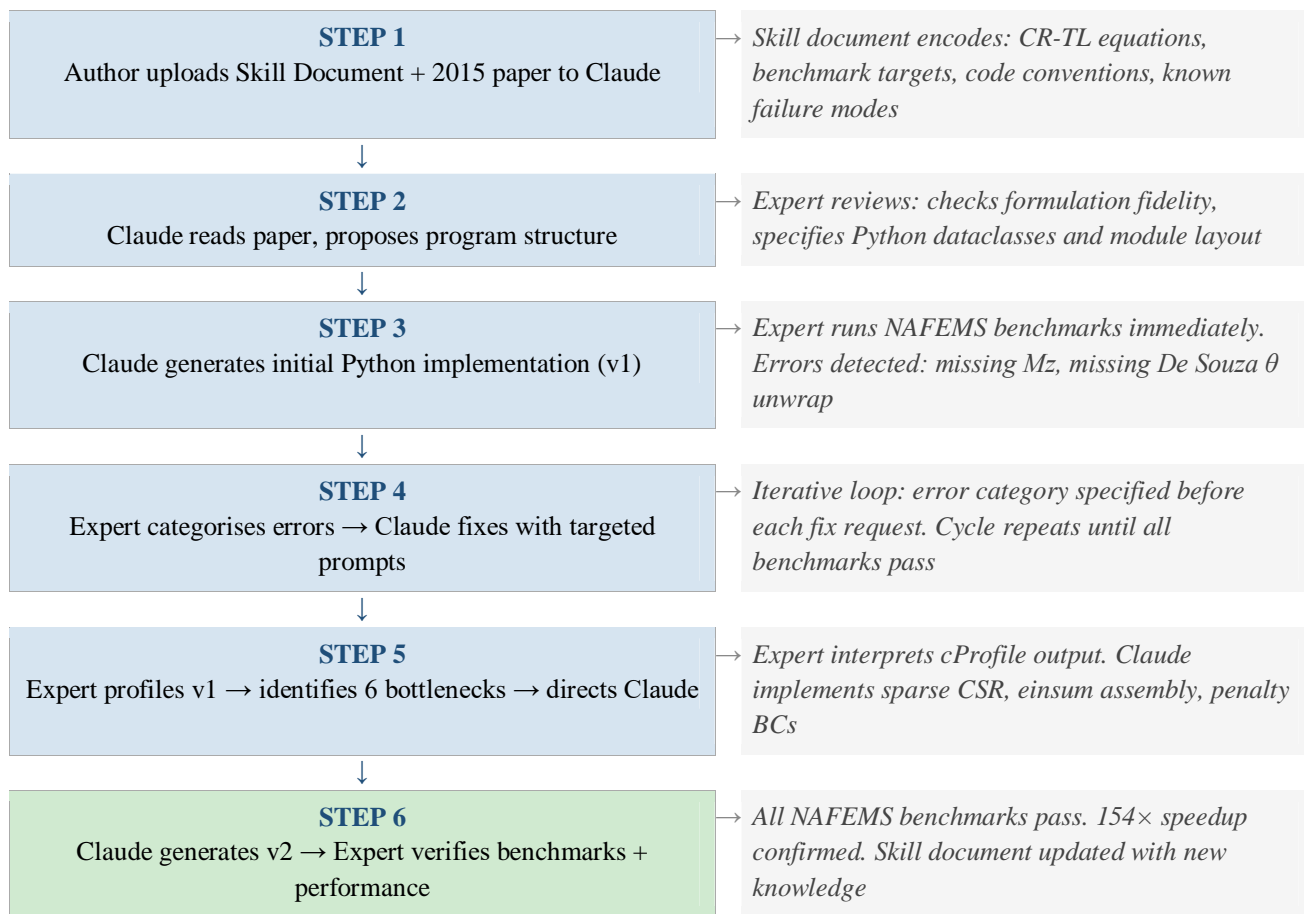 STEP 1
Author uploads Skill Document + 2015 paper to Claude
→ Skill document encodes: CR-TL equations,
benchmark targets, code conventions, known
failure modes
↓
STEP 2
Claude reads paper, proposes program structure
→ Expert reviews: checks formulation fidelity,
specifies Python dataclasses and module layout
↓
STEP 3
Claude generates initial Python implementation (v1)
→ Expert runs NAFEMS benchmarks immediately.
Errors detected: missing Mz, missing De Souza θ
unwrap
↓
STEP 4
Expert categorises errors → Claude fixes with targeted
prompts
→ Iterative loop: error category specified before
each fix request. Cycle repeats until all
benchmarks pass
↓
STEP 5
Expert profiles v1 → identifies 6 bottlenecks → directs Claude
→ Expert interprets cProfile output. Claude
implements sparse CSR, einsum assembly, penalty
BCs
↓
STEP 6
Claude generates v2 → Expert verifies benchmarks +
performance
→ All NAFEMS benchmarks pass. 154× speedup
confirmed. Skill document updated with new
knowledge